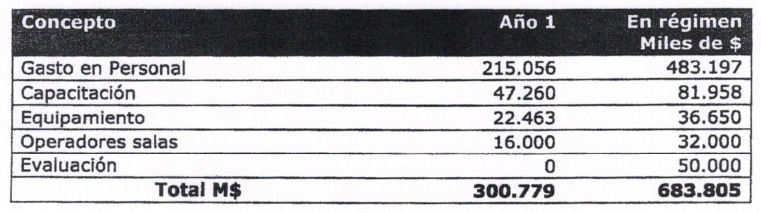 Concepto Año 1 En régimen
Miles de $
Gasto en Personal 215.056 483.197
Capacitación 47.260 81.958
Equipamiento 22.463 36.650
Operadores salas 16.000 32.000
Evaluación 0 50.000
Total M$ 300.779 683.805